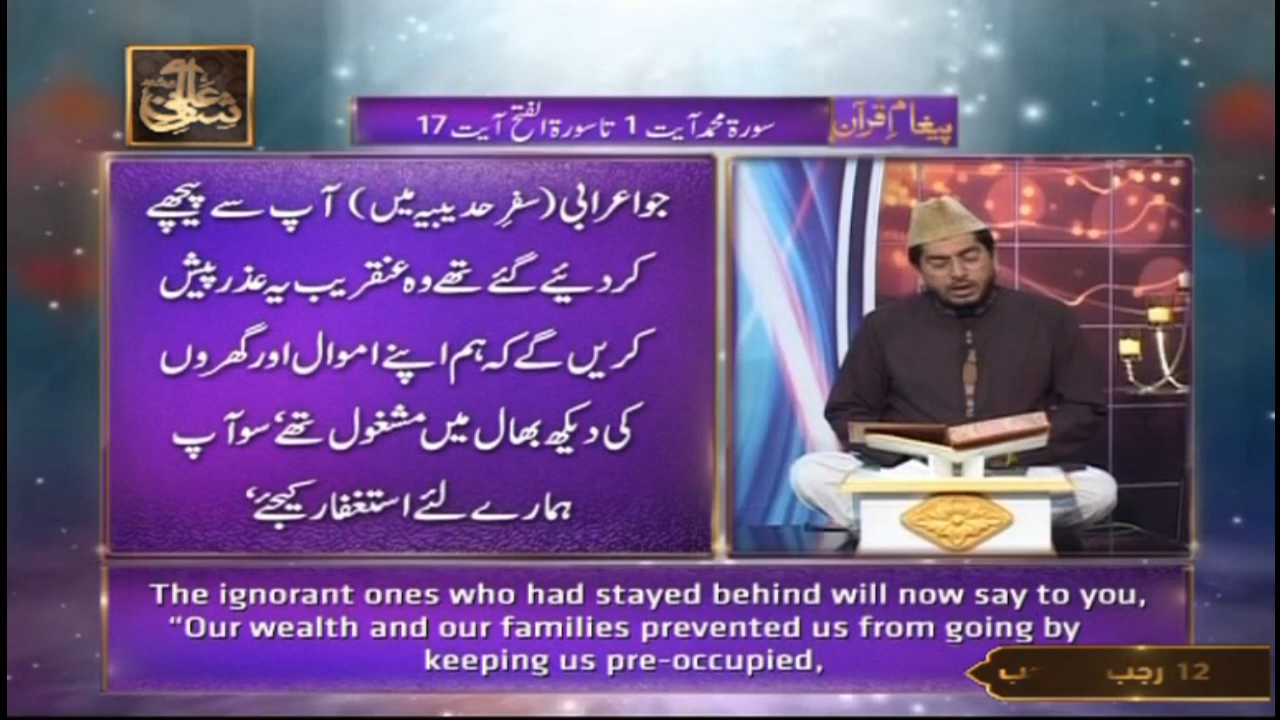 پیغامِ قرآن
سورۃ محمد آیت 1 تا سورۃ الفتح آیت 17
جو اعرابی (سفرِ حدیبیہ میں) آپ سے پیچھے
کر دئیے گئے تھے وہ عنقریب یہ عذر پیش
کریں گے کہ ہم اپنے اموال اور گھروں
کی دیکھ بھال میں مشغول تھے‘ سو آپ
ہمارے لئے استغفار کیجئے‘
The ignorant ones who had stayed behind will now say to you,
“Our wealth and our families prevented us from going by
keeping us pre-occupied,
12 رجب